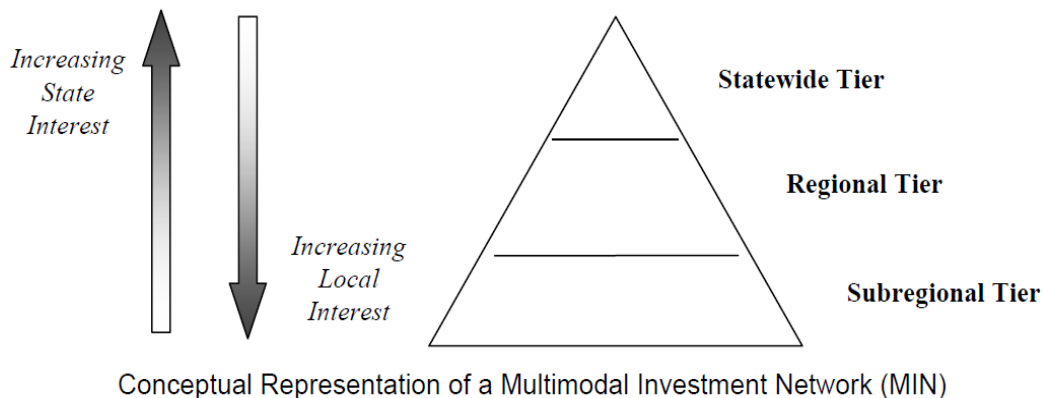 Increasing
State
Interest
Statewide Tier
Regional Tier
Increasing
Local
Interest
Subregional Tier
Conceptual Representation of a Multimodal Investment Network (MIN)